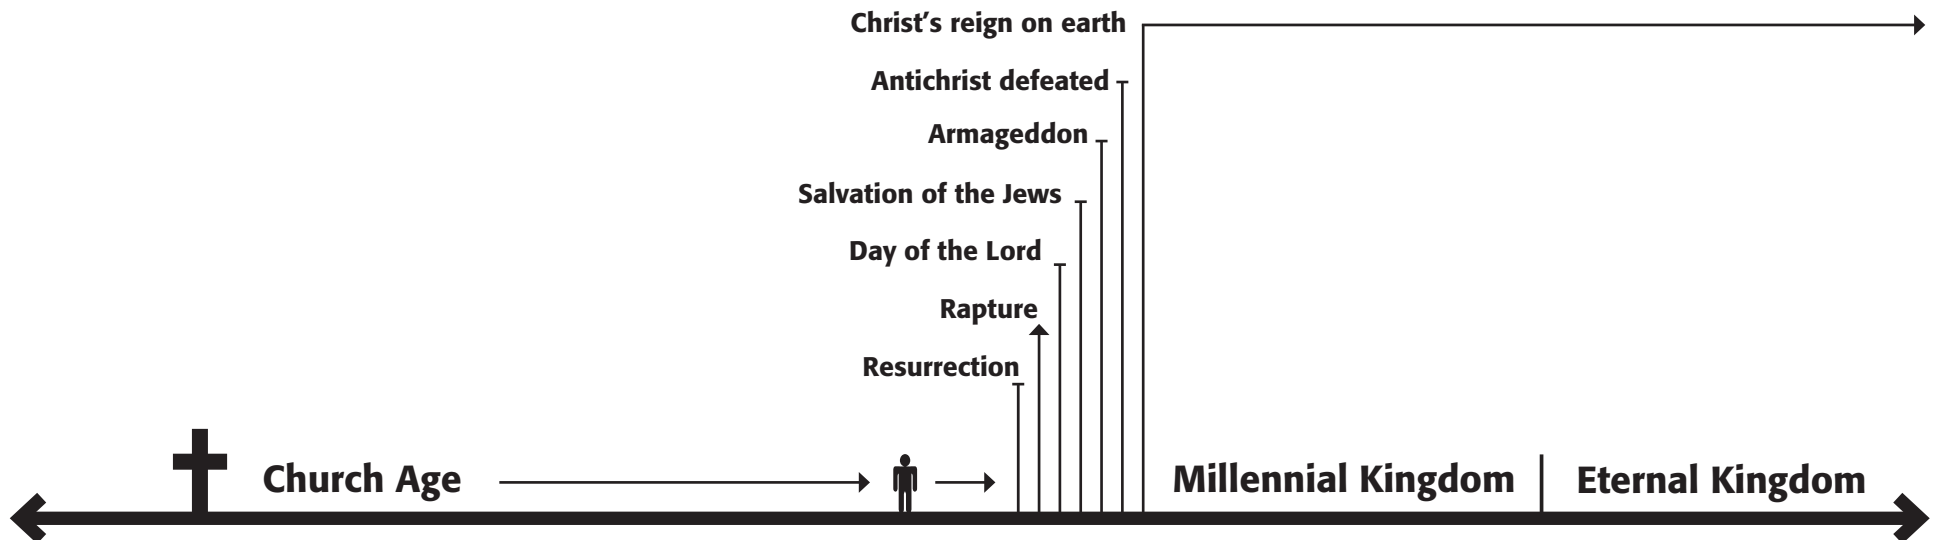 Christ’s reign on earth
Antichrist defeated
Armageddon
Salvation of the Jews
Day of the Lord
Rapture
Resurrection
Church Age
Millennial Kingdom
Eternal Kingdom